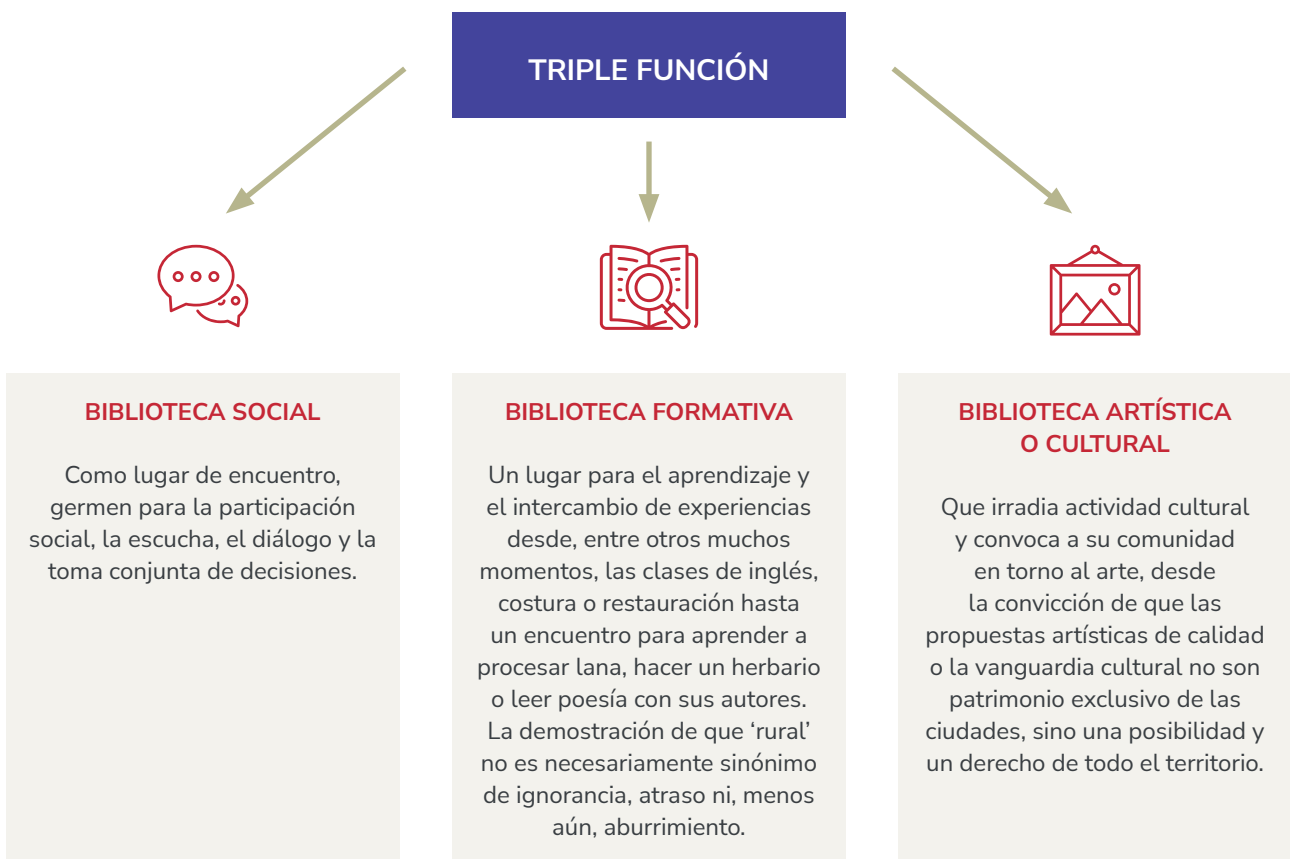 TRIPLE FUNCIÓN
BIBLIOTECA SOCIAL
Como lugar de encuentro,
germen para la participación
social, la escucha, el diálogo y la
toma conjunta de decisiones.
BIBLIOTECA FORMATIVA
Un lugar para el aprendizaje y
el intercambio de experiencias
desde, entre otros muchos
momentos, las clases de inglés,
costura o restauración hasta
un encuentro para aprender a
procesar lana, hacer un herbario
o leer poesía con sus autores.
La demostración de que ‘rural’
no es necesariamente sinónimo
de ignorancia, atraso ni, menos
aún, aburrimiento.
BIBLIOTECA ARTÍSTICA
O CULTURAL
Que irradia actividad cultural
y convoca a su comunidad
en torno al arte, desde
la convicción de que las
propuestas artísticas de calidad
o la vanguardia cultural no son
patrimonio exclusivo de las
ciudades, sino una posibilidad y
un derecho de todo el territorio.